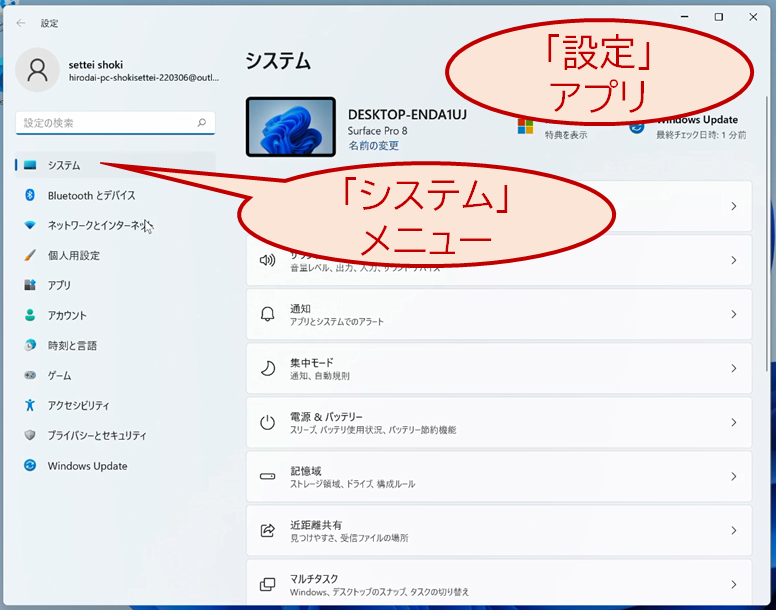 設定
settei shoki
hirodai-pc-shokisettei-220306@outl...
設定の検索
システム
Bluetooth とデバイス
ネットワークとインターネット
個人用設定
アプリ
アカウント
時刻と言語
ゲーム
アクセシビリティ
プライバシーとセキュリティ
Windows Update
システム
「設定」
アプリ
DESKTOP-ENDA1UJ
Surface Pro 8
名前の変更
特典を表示
Windows Update
最終チェック日時: 1 分前
「システム」
メニュー
音量レベル、出力、入力、サウンド デバイス
通知
アプリとシステムでのアラート
集中モード
通知、自動規則
電源 & バッテリー
スリープ、バッテリ使用状況、バッテリー節約機能
記憶域
ストレージ領域、ドライブ、構成ルール
近距離共有
見つけやすさ、受信ファイルの場所
マルチタスク
Windows、デスクトップのスナップ、タスクの切り替え